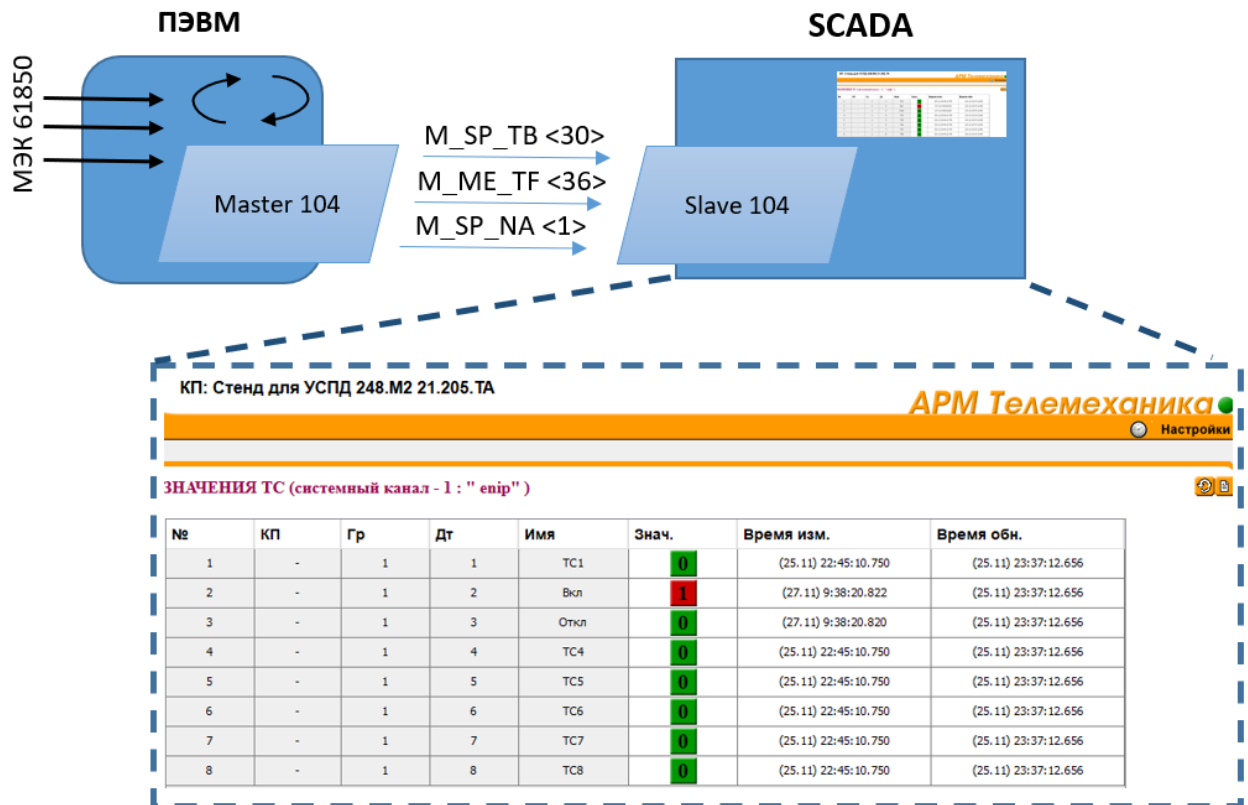 ПЭВМ
SCADA
МЭК 61850
Master 104
M_SP_TB <30>
M_ME_TF <36>
M_SP_NA <1>
Slave 104
КП: Стенд для УСПД 248.М2 21.205.ТА
АРМ Телемеханика
Настройки
ЗНАЧЕНИЯ ТС (системный канал - 1 : " enip" )
№ КП Гр Дт Имя Знач. Время изм. Время обн.
1 - 1 1 ТС1 0 (25.11) 22:45:10.750 (25.11) 23:37:12.656
2 - 1 2 Вкл 1 (27.11) 9:38:20.822 (25.11) 23:37:12.656
3 - 1 3 Откл 0 (27.11) 9:38:20.820 (25.11) 23:37:12.656
4 - 1 4 ТС4 0 (25.11) 22:45:10.750 (25.11) 23:37:12.656
5 - 1 5 ТС5 0 (25.11) 22:45:10.750 (25.11) 23:37:12.656
6 - 1 6 ТС6 0 (25.11) 22:45:10.750 (25.11) 23:37:12.656
7 - 1 7 ТС7 0 (25.11) 22:45:10.750 (25.11) 23:37:12.656
8 - 1 8 ТС8 0 (25.11) 22:45:10.750 (25.11) 23:37:12.656